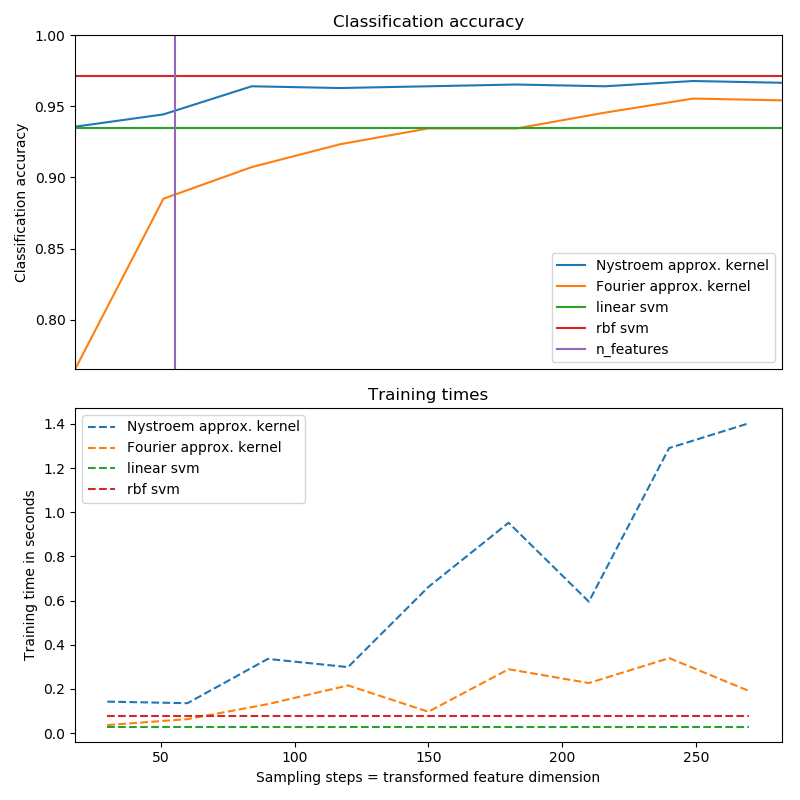 Classification accuracy
1.00
0.95
0.90
0.85
0.80
Classification accuracy
Nystroem approx. kernel
Fourier approx. kernel
linear svm
rbf svm
n_features
Training times
1.4
1.2
1.0
0.8
0.6
0.4
0.2
0.0
Training time in seconds
Nystroem approx. kernel
Fourier approx. kernel
linear svm
rbf svm
50 100 150 200 250
Sampling steps = transformed feature dimension